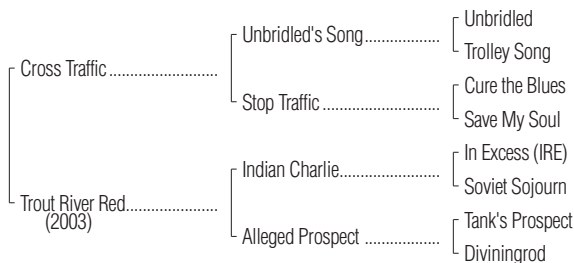 Unbridled
Unbridled's Song
Trolley Song
Cross Traffic
Cure the Blues
Stop Traffic
Save My Soul
In Excess (IRE)
Indian Charlie
Soviet Sojourn
Trout River Red
(2003)
Tank's Prospect
Alleged Prospect
Diviningrod